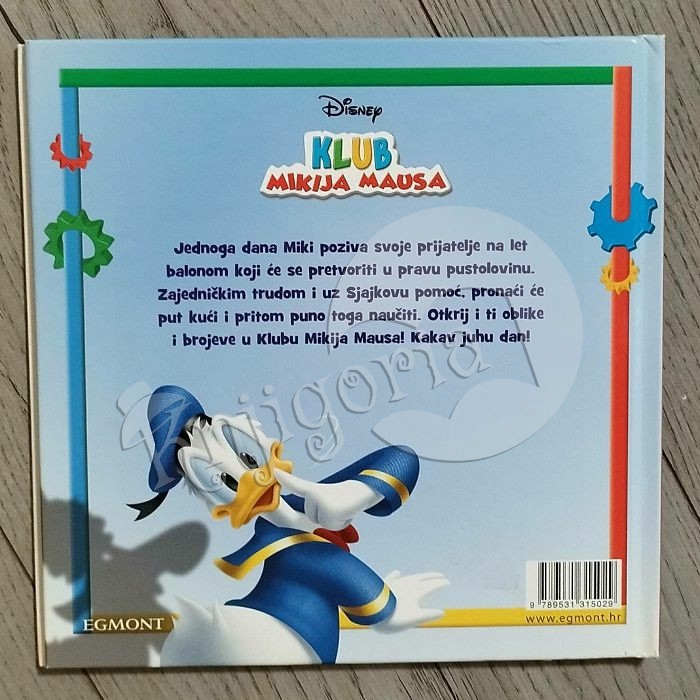 Disney
KLUB
MIKIJA MAUSA
Jednoga dana Miki poziva svoje prijatelje na let
balonom koji će se pretvoriti u pravu pustolovinu.
Zajedničkim trudom i uz Sjajkovu pomoć, pronaći će
put kući i pritom puno toga naučiti. Otkrij i ti oblike
i brojeve u Klubu Mikija Mausa! Kakav juhu dan!
Knjigoria
9 789531 315029
EGMONT
www.egmont.hr